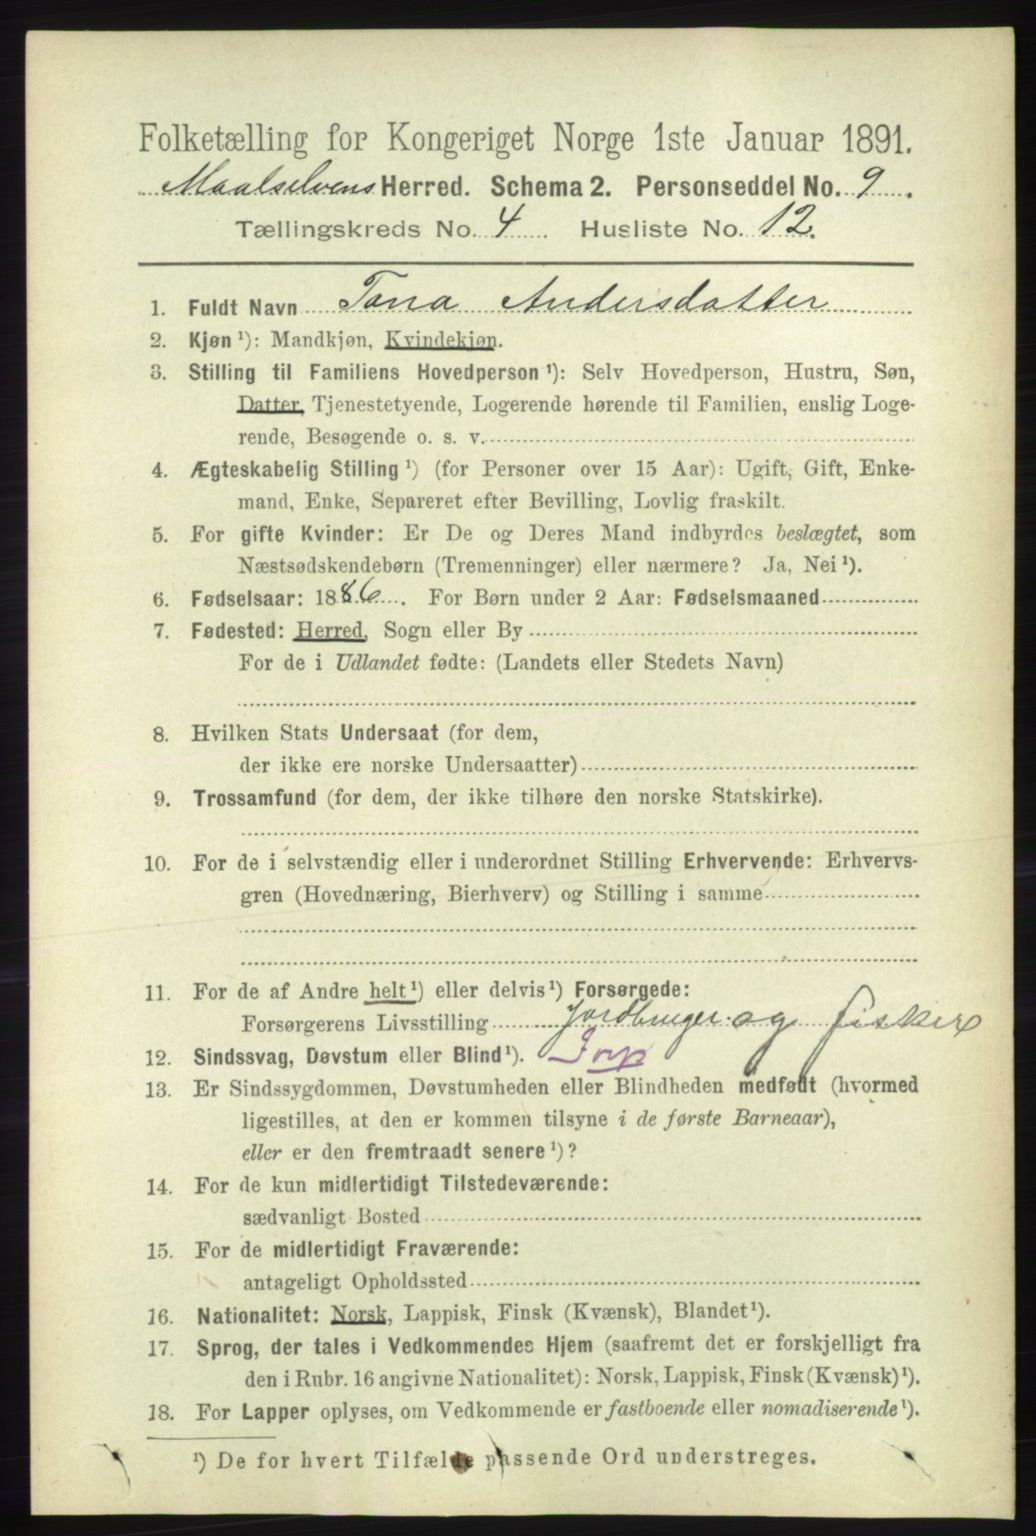 Folketælling for Kongeriget Norge 1ste Januar 1891.
Maalselvens Herred. Schema 2. Personseddel No. 9.
Tællingskreds No. 4. Husliste No. 12.
1. Fuldt Navn Tona Andersdatter
2. Kjøn ¹): Mandkjøn, Kvindekjøn.
3. Stilling til Familiens Hovedperson ¹): Selv Hovedperson, Hustru, Søn,
Datter, Tjenestetyende, Logerende hørende til Familien, enslig Loge-
rende, Besøgende o. s. v.
4. Ægteskabelig Stilling ¹) (for Personer over 15 Aar): Ugift, Gift, Enke-
mand, Enke, Separeret efter Bevilling, Lovlig fraskilt.
5. For gifte Kvinder: Er De og Deres Mand indbyrdes beslægtet, som
Næstsødskendebørn (Tremenninger) eller nærmere? Ja, Nei ¹).
6. Fødselsaar: 1886. For Børn under 2 Aar: Fødselsmaaned
7. Fødested: Herred, Sogn eller By
For de i Udlandet fødte: (Landets eller Stedets Navn)
8. Hvilken Stats Undersaat (for dem,
der ikke ere norske Undersaatter)
9. Trossamfund (for dem, der ikke tilhøre den norske Statskirke).
10. For de i selvstændig eller i underordnet Stilling Erhvervende: Erhvervs-
gren (Hovednæring, Bierhverv) og Stilling i samme
11. For de af Andre helt ¹) eller delvis ¹) Forsørgede:
Forsørgerens Livsstilling Jordbruger og fisker
12. Sindssvag, Døvstum eller Blind ¹).
13. Er Sindssygdommen, Døvstumheden eller Blindheden medfødt (hvormed
ligestilles, at den er kommen tilsyne i de første Barneaar),
eller er den fremtraadt senere ¹)?
14. For de kun midlertidigt Tilstedeværende:
sædvanligt Bosted
15. For de midlertidigt Fraværende:
antageligt Opholdssted
16. Nationalitet: Norsk, Lappisk, Finsk (Kvænsk), Blandet ¹).
17. Sprog, der tales i Vedkommendes Hjem (saafremt det er forskjelligt fra
den i Rubr. 16 angivne Nationalitet): Norsk, Lappisk, Finsk (Kvænsk) ¹).
18. For Lapper oplyses, om Vedkommende er fastboende eller nomadiserende ¹).
¹) De for hvert Tilfælde passende Ord understreges.